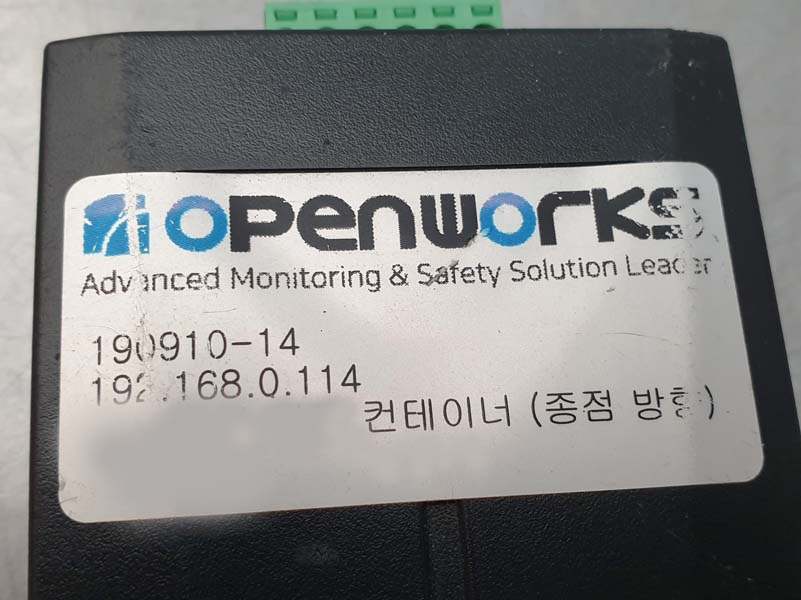 openworks
Advanced Monitoring & Safety Solution Leader
190910-14
192.168.0.114
컨테이너 (종점 방향)